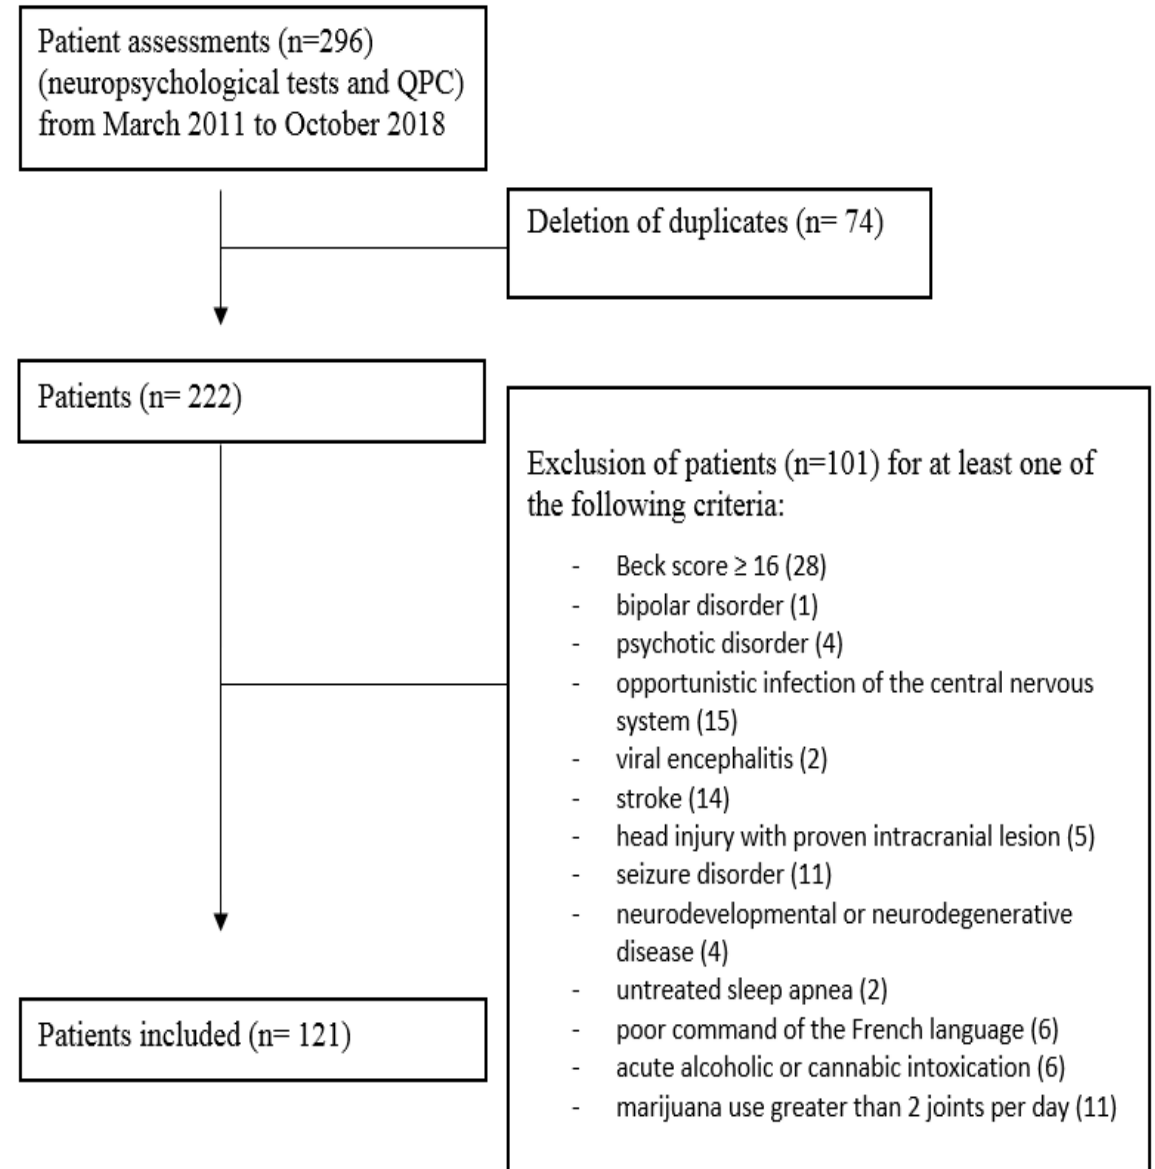 Patient assessments (n=296)
(neuropsychological tests and QPC)
from March 2011 to October 2018
Deletion of duplicates (n= 74)
Patients (n= 222)
Exclusion of patients (n=101) for at least one of
the following criteria:
- Beck score ≥ 16 (28)
- bipolar disorder (1)
- psychotic disorder (4)
- opportunistic infection of the central nervous
system (15)
- viral encephalitis (2)
- stroke (14)
- head injury with proven intracranial lesion (5)
- seizure disorder (11)
- neurodevelopmental or neurodegenerative
disease (4)
- untreated sleep apnea (2)
- poor command of the French language (6)
- acute alcoholic or cannabic intoxication (6)
- marijuana use greater than 2 joints per day (11)
Patients included (n= 121)